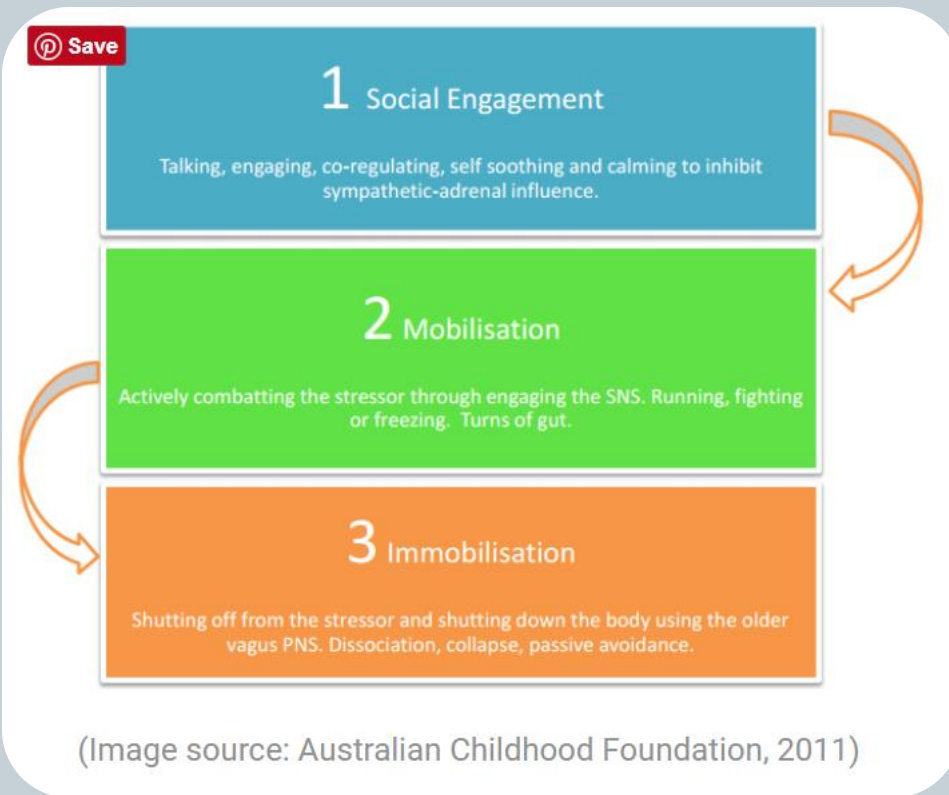 Save
1 Social Engagement
Talking, engaging, co-regulating, self soothing and calming to inhibit
sympathetic-adrenal influence.
2 Mobilisation
Actively combatting the stressor through engaging the SNS. Running, fighting
or freezing.  Turns of gut.
3 Immobilisation
Shutting off from the stressor and shutting down the body using the older
vagus PNS. Dissociation, collapse, passive avoidance.
(Image source: Australian Childhood Foundation, 2011)